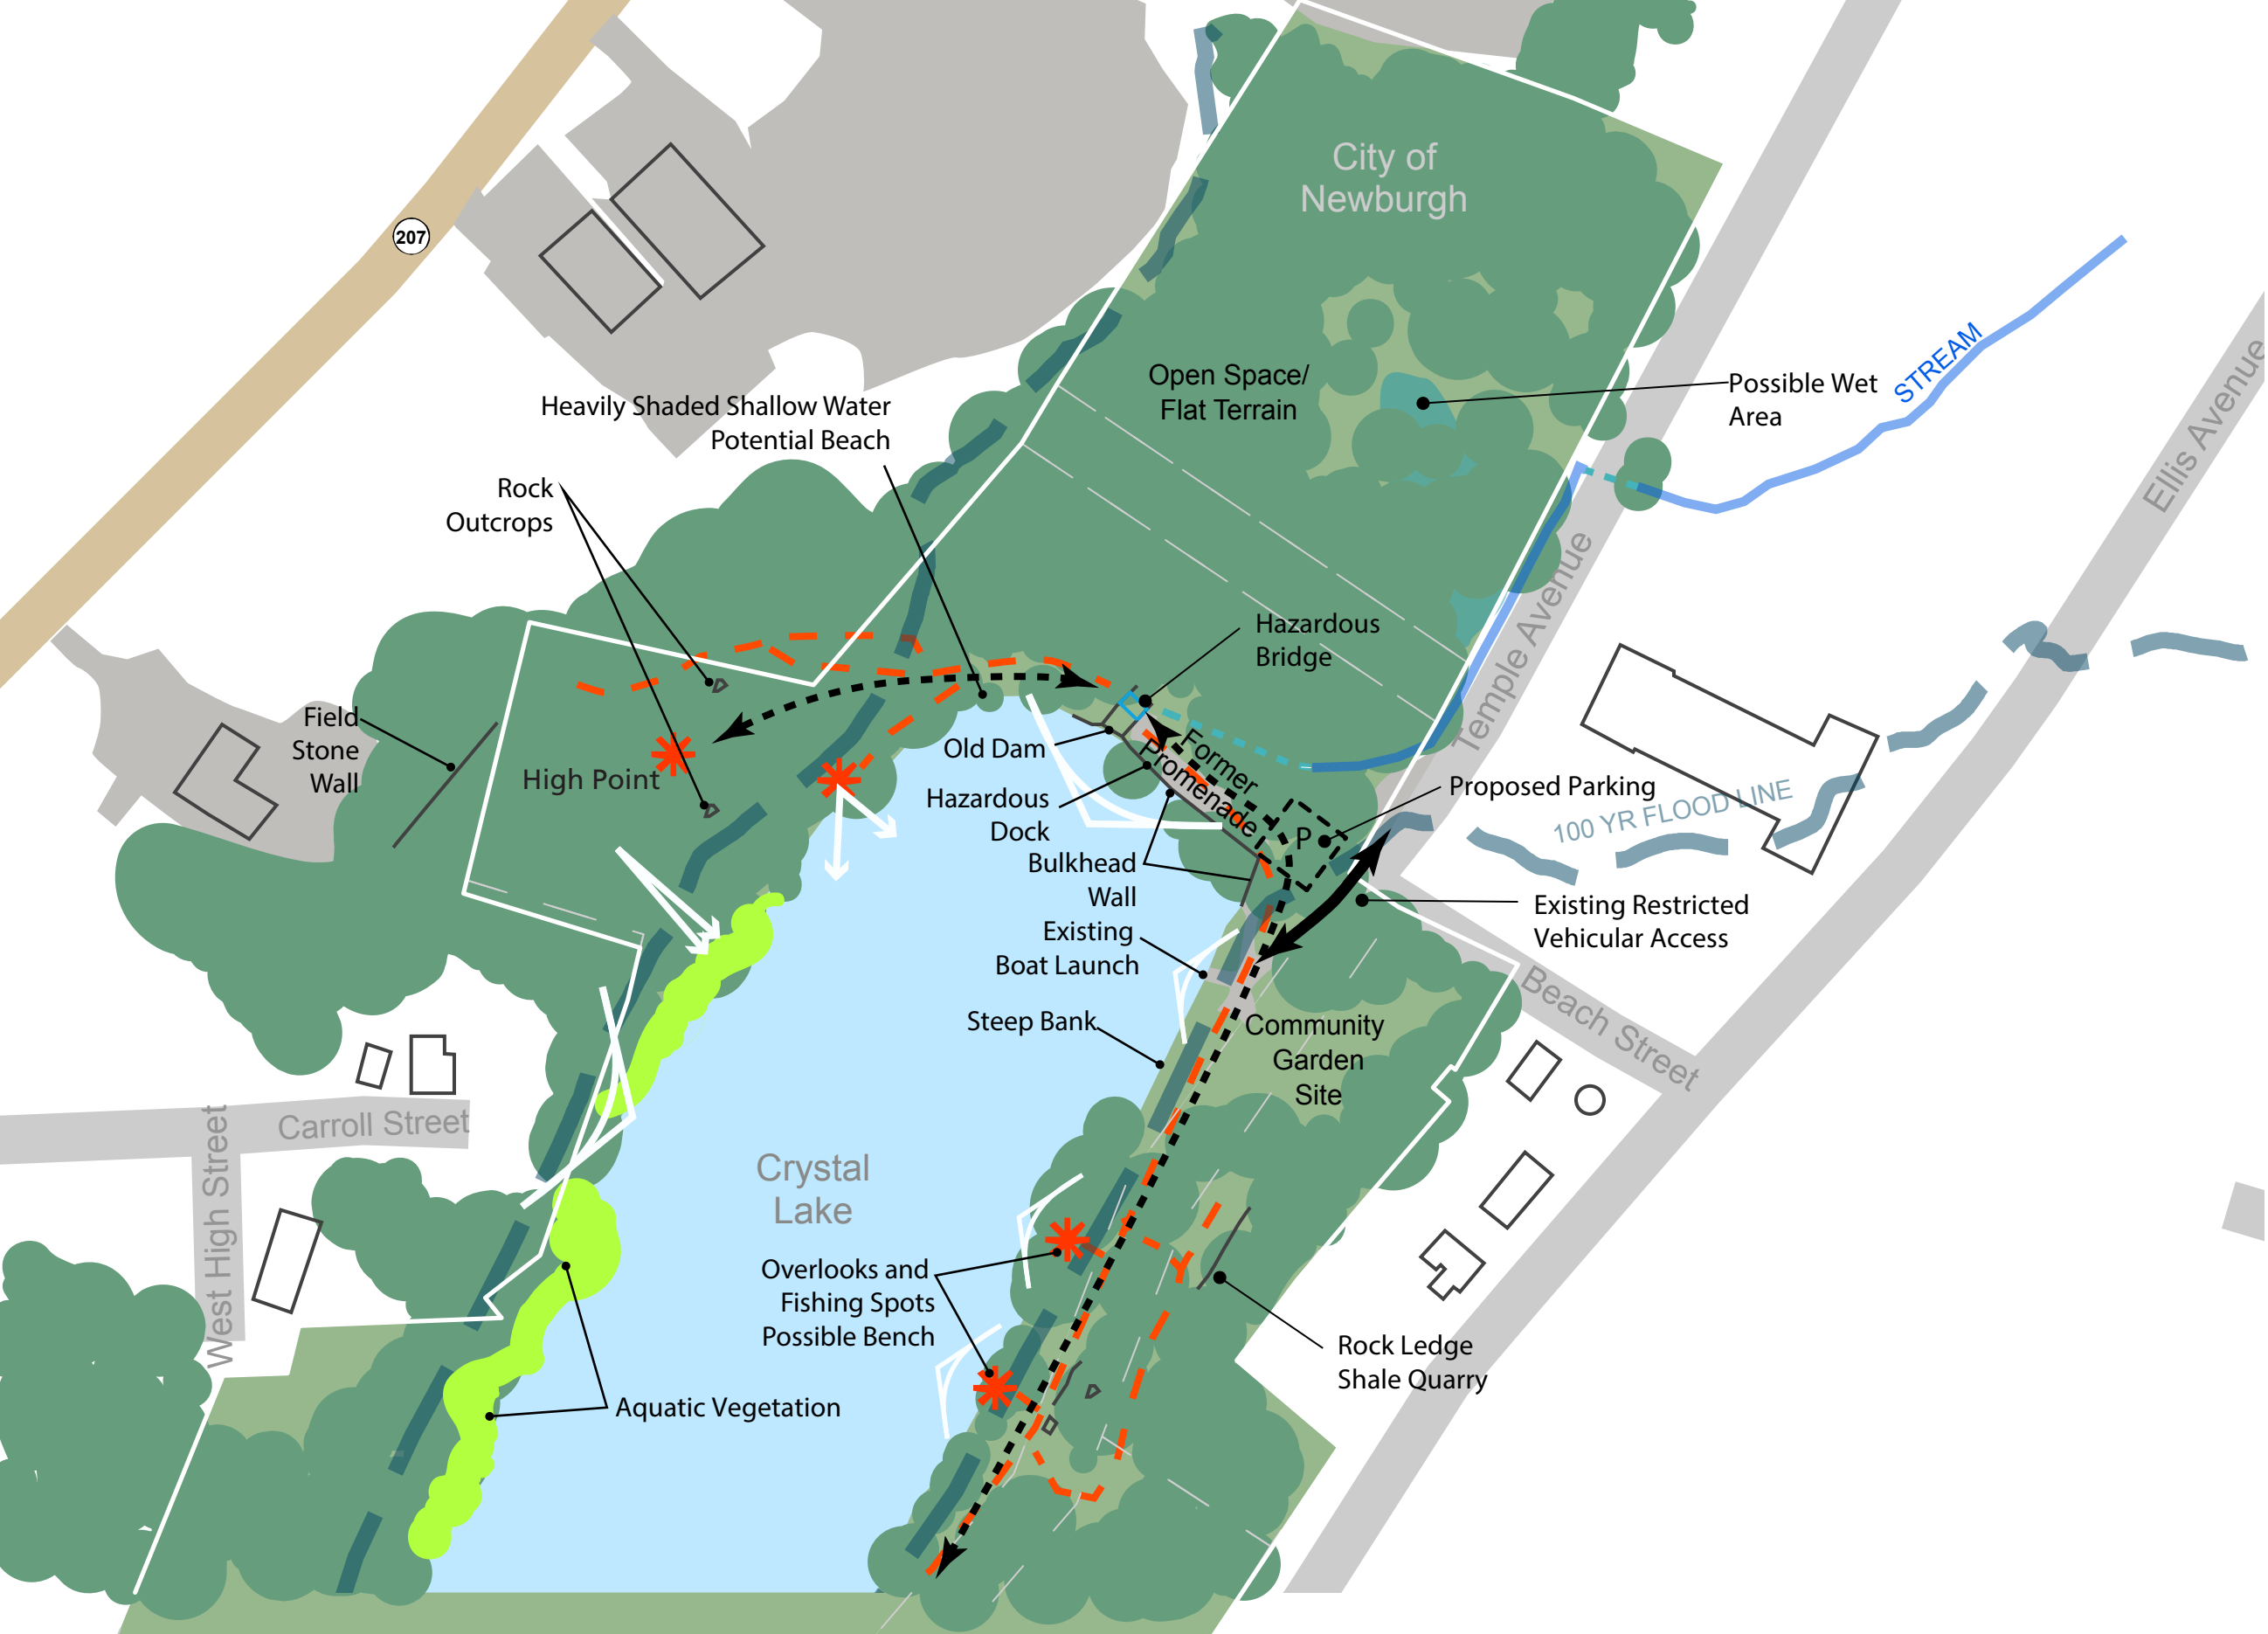 City of
Newburgh
207
STREAM
Ellis Avenue
Open Space/
Flat Terrain
Possible Wet
Area
Heavily Shaded Shallow Water
Potential Beach
Rock
Outcrops
Temple Avenue
Hazardous
Bridge
Field
Stone
Wall
High Point
Old Dam
Former
Promenade
Hazardous
Dock
P
Proposed Parking
100 YR FLOOD LINE
Bulkhead
Wall
Existing
Boat Launch
Existing Restricted
Vehicular Access
Steep Bank
Community
Garden
Site
Beach Street
Carroll Street
West High Street
Crystal
Lake
Overlooks and
Fishing Spots
Possible Bench
Rock Ledge
Shale Quarry
Aquatic Vegetation